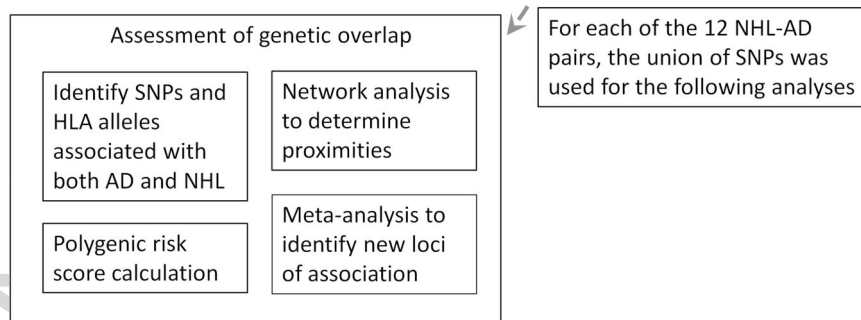 Assessment of genetic overlap
Identify SNPs and
HLA alleles
associated with
both AD and NHL
Network analysis
to determine
proximities
Polygenic risk
score calculation
Meta-analysis to
identify new loci
of association
For each of the 12 NHL-AD
pairs, the union of SNPs was
used for the following analyses